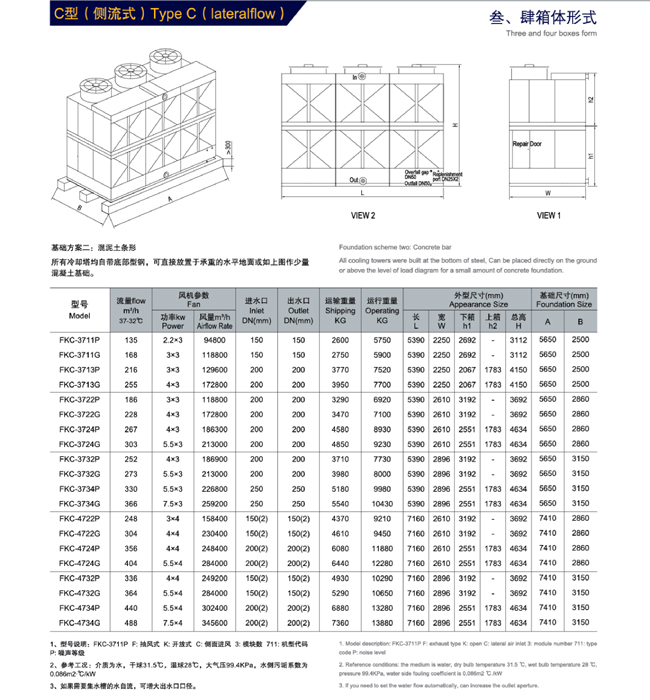 C型（侧流式）Type C（lateralflow）
叁、肆箱体形式
Three and four boxes form
In
Out
Overfall gap DN50
Outfall DN50
Replenishment port DN25X2
≥300
B
A
H
L
VIEW 2
Repair Door
h2
h1
W
VIEW 1
基础方案二：混泥土条形
所有冷却塔均自带底部型钢，可直接放置于承重的水平地面或如上图作少量
混凝土基础。
Foundation scheme two: Concrete bar
All cooling towers were built at the bottom of steel, Can be placed directly on the ground
or above the level of load diagram for a small amount of concrete foundation.
型号 Model 流量flow m³/h 37-32℃ 风机参数 Fan 进水口 Inlet DN(mm) 出水口 Outlet DN(mm) 运输重量 Shipping KG 运行重量 Operating KG 外型尺寸(mm) Appearance Size 基础尺寸(mm) Foundation Size
功率kw Power 风量m³/h Airflow Rate 长 L 宽 W 下箱 h1 上箱 h2 总高 H A B
FKC-3711P 135 2.2×3 94800 150 150 2600 5750 5390 2250 2692 - 3112 5650 2500
FKC-3711G 168 3×3 118800 150 150 2750 5900 5390 2250 2692 - 3112 5650 2500
FKC-3713P 216 3×3 129600 200 200 3770 7520 5390 2250 2067 1783 4150 5650 2500
FKC-3713G 255 4×3 172800 200 200 3950 7700 5390 2250 2067 1783 4150 5650 2500
FKC-3722P 186 3×3 118800 200 200 3290 6920 5390 2610 3192 - 3692 5650 2860
FKC-3722G 228 4×3 172800 200 200 3470 7100 5390 2610 3192 - 3692 5650 2860
FKC-3724P 267 4×3 186300 200 200 4580 8930 5390 2610 2551 1783 4634 5650 2860
FKC-3724G 303 5.5×3 213000 200 200 4850 9230 5390 2610 2551 1783 4634 5650 2860
FKC-3732P 252 4×3 186900 200 200 3710 7730 5390 2896 3192 - 3692 5650 3150
FKC-3732G 273 5.5×3 213000 200 200 3980 8000 5390 2896 3192 - 3692 5650 3150
FKC-3734P 330 5.5×3 226800 250 250 5180 9980 5390 2896 2551 1783 4634 5650 3150
FKC-3734G 366 7.5×3 259200 250 250 5540 10430 5390 2896 2551 1783 4634 5650 3150
FKC-4722P 248 3×4 158400 150(2) 150(2) 4370 9210 7160 2610 3192 - 3692 7410 2860
FKC-4722G 304 4×4 230400 150(2) 150(2) 4610 9450 7160 2610 3192 - 3692 7410 2860
FKC-4724P 356 4×4 248400 200(2) 200(2) 6080 11880 7160 2610 2551 1783 4634 7410 2860
FKC-4724G 404 5.5×4 284000 200(2) 200(2) 6440 12280 7160 2610 2551 1783 4634 7410 2860
FKC-4732P 336 4×4 249200 150(2) 150(2) 4930 10290 7160 2896 3192 - 3692 7410 3150
FKC-4732G 364 5.5×4 284000 150(2) 150(2) 5290 10650 7160 2896 3192 - 3692 7410 3150
FKC-4734P 440 5.5×4 302400 200(2) 200(2) 6880 13280 7160 2896 2551 1783 4634 7410 3150
FKC-4734G 488 7.5×4 345600 200(2) 200(2) 7360 13880 7160 2896 2551 1783 4634 7410 3150
1、型号说明：FKC-3711P F：抽风式 K：开放式 C：侧面进风 3：模块数 711：机型代码
P：噪声等级
2、参考工况：介质为水，干球31.5℃，湿球28℃，大气压99.4KPa，水侧污垢系数为
0.086m2·℃/kW
3、如果需要集水槽的水自流，可增大出水口口径。
1. Model description: FKC-3711P F: exhaust type K: open C: lateral air inlet 3: module number 711: type
code P: noise level
2. Reference conditions: the medium is water, dry bulb temperature 31.5 ℃, wet bulb temperature 28 ℃,
pressure 99.4KPa, water side fouling coefficient is 0.086m2 ℃ /kW
3. If you need to set the water flow automatically, can increase the outlet aperture.